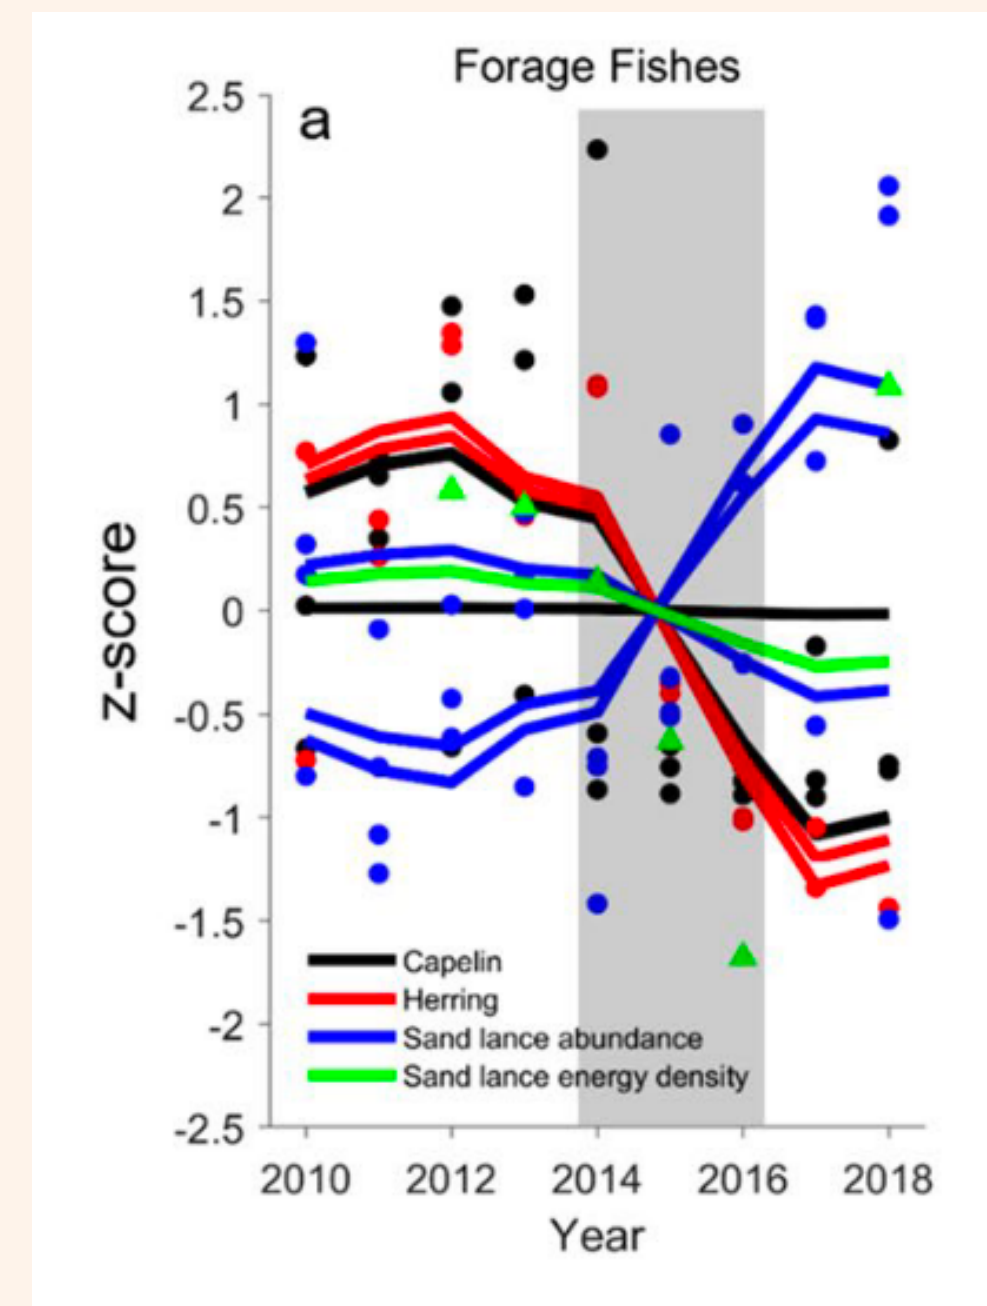 Forage Fishes
a
2.5
2
1.5
1
0.5
0
-0.5
-1
-1.5
-2
-2.5
z-score
Capelin
Herring
Sand lance abundance
Sand lance energy density
2010 2012 2014 2016 2018
Year